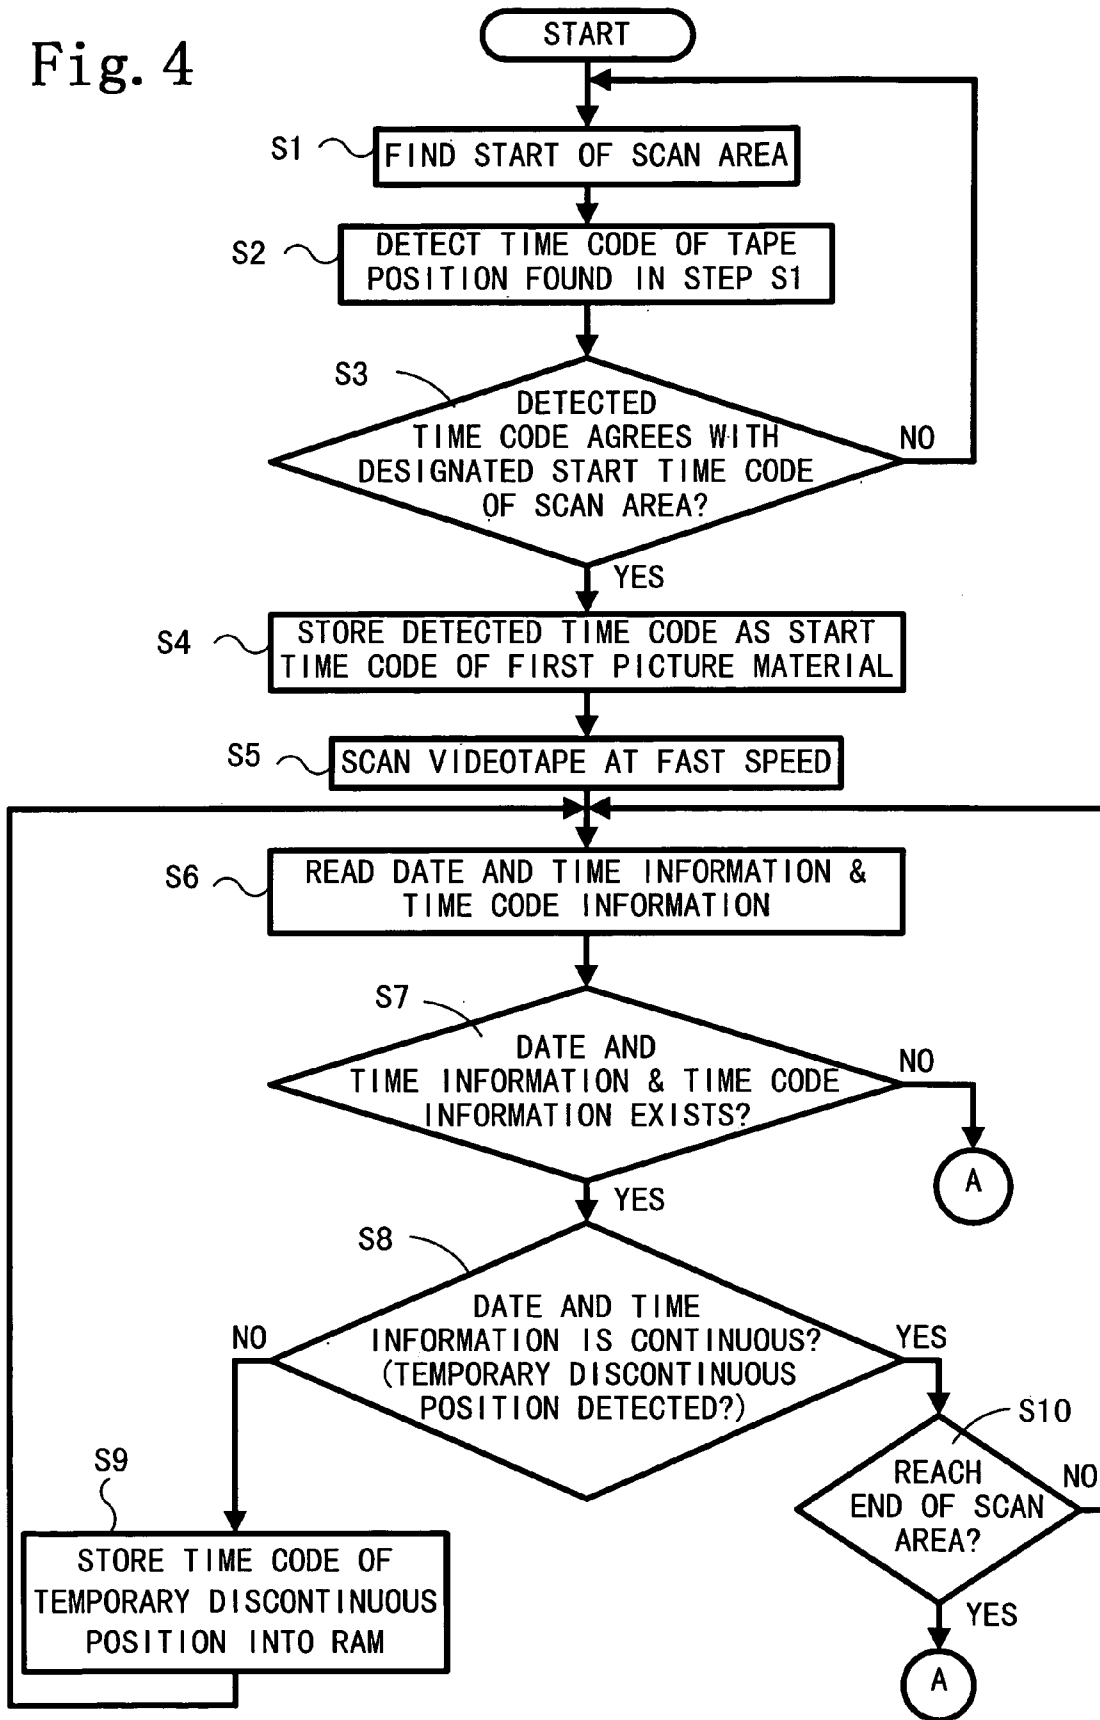 Fig. 4
START
S1
FIND START OF SCAN AREA
S2
DETECT TIME CODE OF TAPE
POSITION FOUND IN STEP S1
S3
DETECTED
TIME CODE AGREES WITH
DESIGNATED START TIME CODE
OF SCAN AREA?
NO
YES
S4
STORE DETECTED TIME CODE AS START
TIME CODE OF FIRST PICTURE MATERIAL
S5
SCAN VIDEOTAPE AT FAST SPEED
S6
READ DATE AND TIME INFORMATION &
TIME CODE INFORMATION
S7
DATE AND
TIME INFORMATION & TIME CODE
INFORMATION EXISTS?
NO
A
YES
S8
DATE AND TIME
INFORMATION IS CONTINUOUS?
(TEMPORARY DISCONTINUOUS
POSITION DETECTED?)
NO
YES
S9
STORE TIME CODE OF
TEMPORARY DISCONTINUOUS
POSITION INTO RAM
S10
REACH
END OF SCAN
AREA?
NO
YES
A